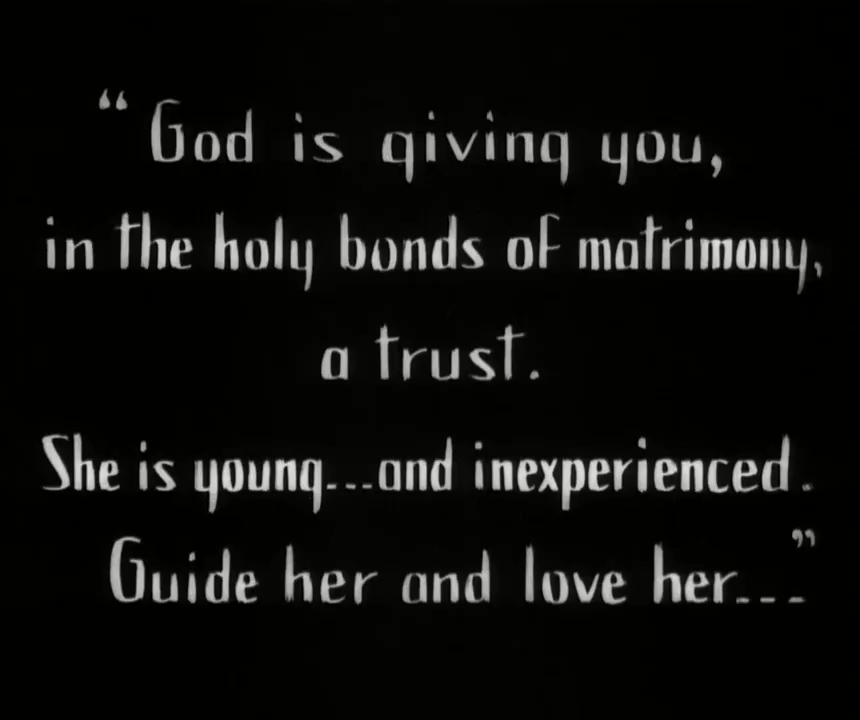 “God is giving you,
in the holy bonds of matrimony,
a trust.
She is young---and inexperienced.
Guide her and love her---”